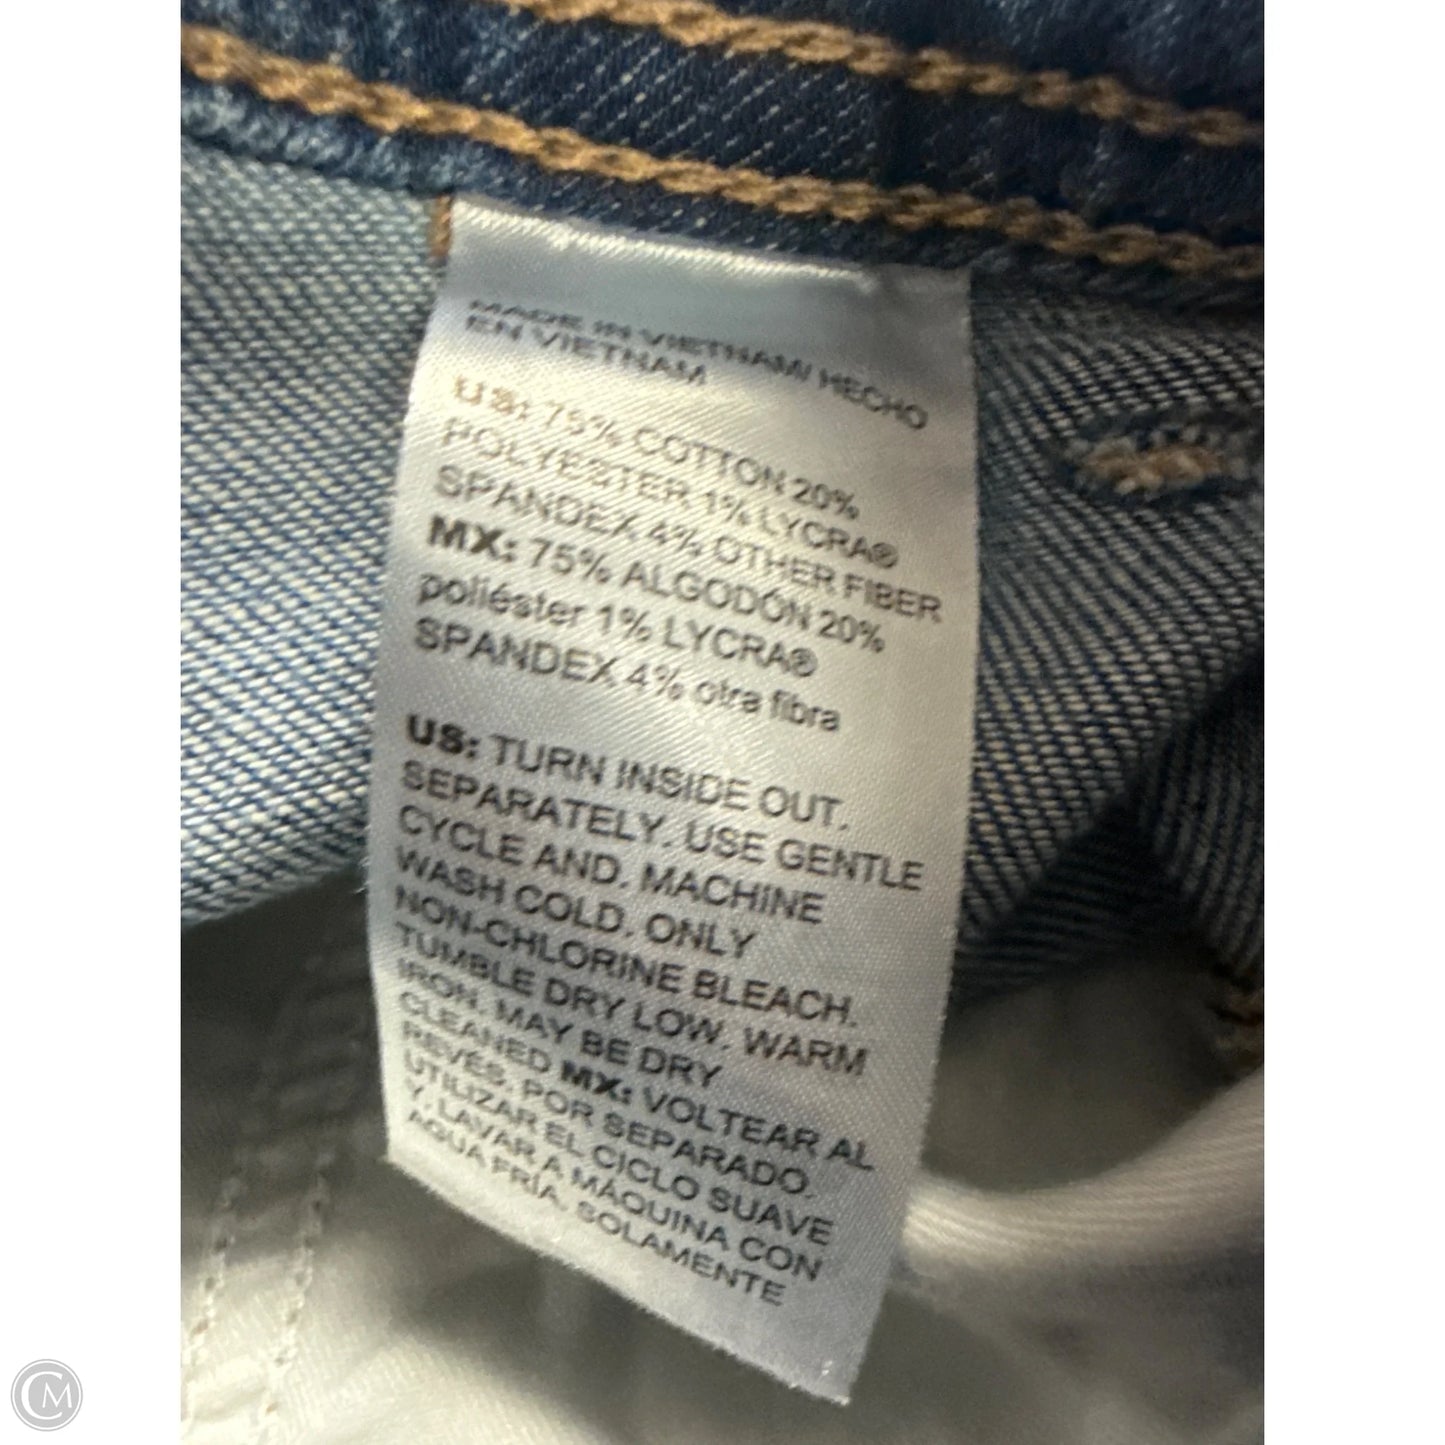 MADE IN VIETNAM/ HECHO
EN VIETNAM
US: 75% COTTON 20%
POLYESTER 1% LYCRA®
SPANDEX 4% OTHER FIBER
MX: 75% ALGODÓN 20%
poliéster 1% LYCRA®
SPANDEX 4% otra fibra
US: TURN INSIDE OUT.
SEPARATELY. USE GENTLE
CYCLE AND. MACHINE
WASH COLD. ONLY
NON-CHLORINE BLEACH.
TUMBLE DRY LOW. WARM
IRON. MAY BE DRY
CLEANED MX: VOLTEAR AL
REVÉS. POR SEPARADO.
UTILIZAR EL CICLO SUAVE
Y. LAVAR A MÁQUINA CON
AGUA FRÍA. SOLAMENTE
CM